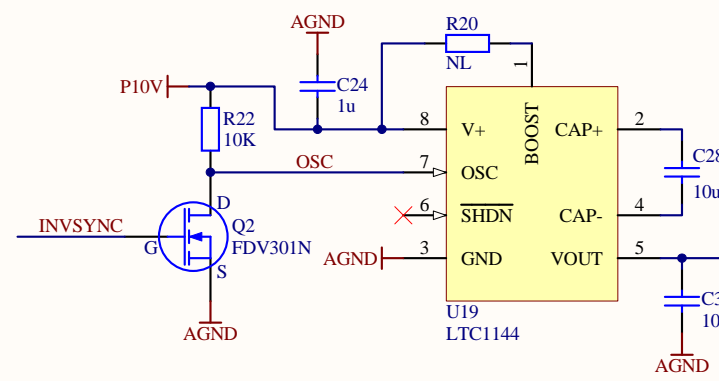 AGND
R20
NL
P10V
C24
1u
1
R22
10K
8
V+
BOOST
CAP+
2
OSC
7
OSC
C28
10u
6
SHDN
CAP-
4
INVSYNC
D
G
Q2
FDV301N
S
AGND
3
GND
VOUT
5
AGND
U19
LTC1144
AGND